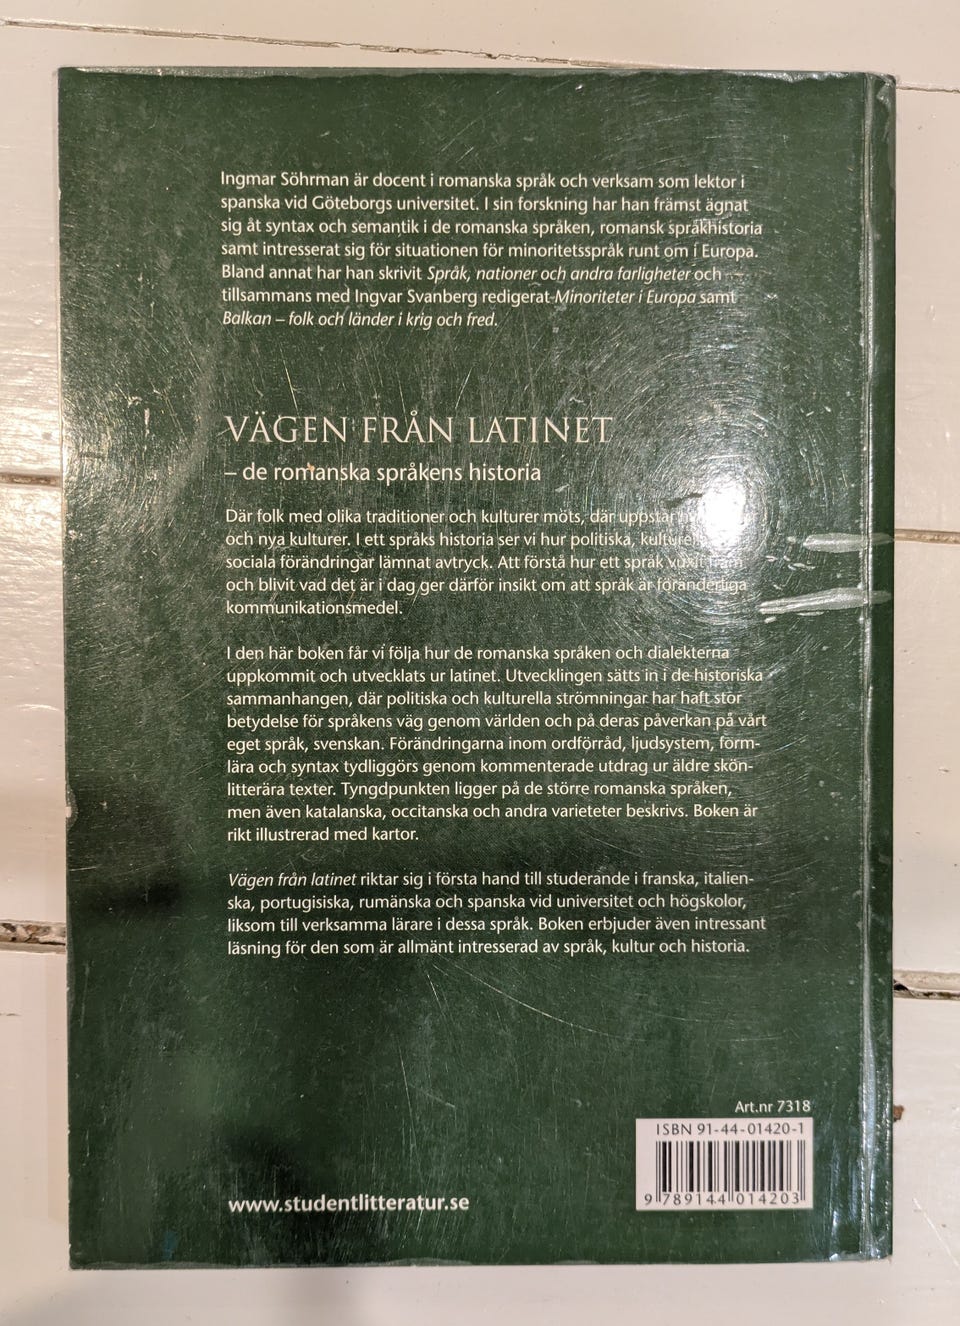 Ingmar Söhrman är docent i romanska språk och verksam som lektor i
spanska vid Göteborgs universitet. I sin forskning har han främst ägnat
sig åt syntax och semantik i de romanska språken, romansk språkhistoria
samt intresserat sig för situationen för minoritetsspråk runt om i Europa.
Bland annat har han skrivit Språk, nationer och andra farligheter och
tillsammans med Ingvar Svanberg redigerat Minoriteter i Europa samt
Balkan – folk och länder i krig och fred.
VÄGEN FRÅN LATINET
– de romanska språkens historia
Där folk med olika traditioner och kulturer möts, där uppstår
och nya kulturer. I ett språks historia ser vi hur politiska,
sociala förändringar lämnat avtryck. Att förstå hur ett språk växt fram
och blivit vad det är i dag ger därför insikt om att språk är föränderliga
kommunikationsmedel.
I den här boken får vi följa hur de romanska språken och dialekterna
uppkommit och utvecklats ur latinet. Utvecklingen sätts in i de historiska
sammanhangen, där politiska och kulturella strömningar har haft stor
betydelse för språkens väg genom världen och på deras påverkan på vårt
eget språk, svenskan. Förändringarna inom ordförråd, ljudsystem, form-
lära och syntax tydliggörs genom kommenterade utdrag ur äldre skön-
litterära texter. Tyngdpunkten ligger på de större romanska språken,
men även katalanska, occitanska och andra varieteter beskrivs. Boken är
rikt illustrerad med kartor.
Vägen från latinet riktar sig i första hand till studerande i franska, italien-
ska, portugisiska, rumänska och spanska vid universitet och högskolor,
liksom till verksamma lärare i dessa språk. Boken erbjuder även intressant
läsning för den som är allmänt intresserad av språk, kultur och historia.
Art.nr 7318
ISBN 91-44-01420-1
9 789144 014203
www.studentlitteratur.se